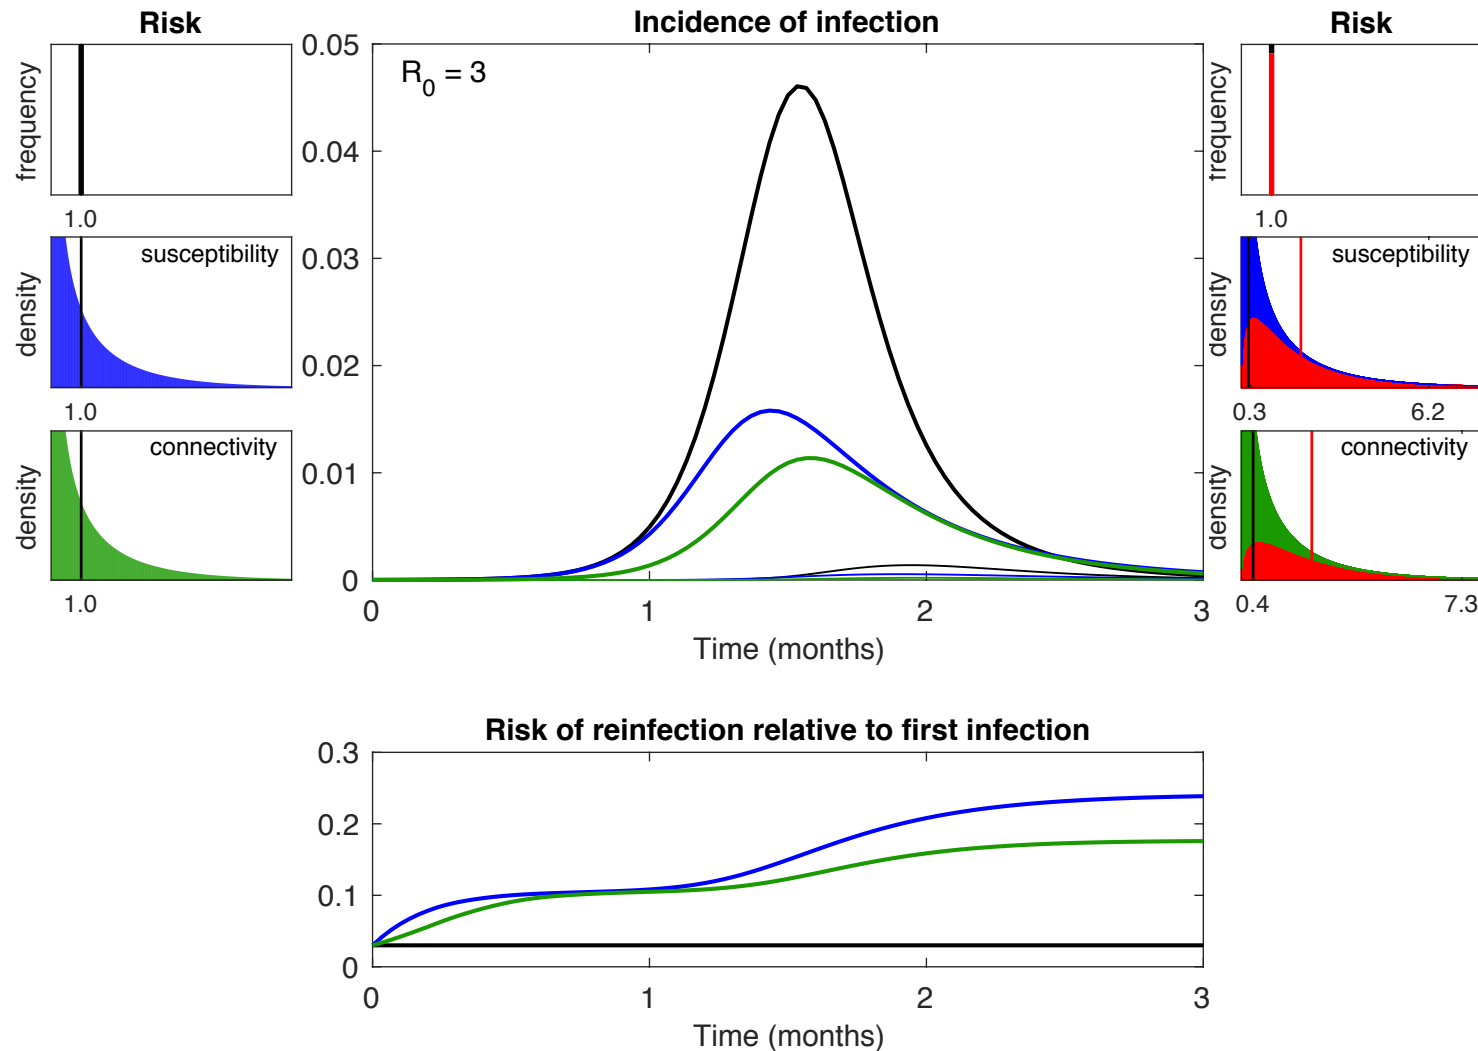 Risk
frequency
1.0
susceptibility
density
1.0
connectivity
density
1.0
Incidence of infection
R0 = 3
0.05
0.04
0.03
0.02
0.01
0
0 1 2 3
Time (months)
Risk
frequency
1.0
susceptibility
density
0.3 6.2
connectivity
density
0.4 7.3
Risk of reinfection relative to first infection
0.3
0.2
0.1
0
0 1 2 3
Time (months)